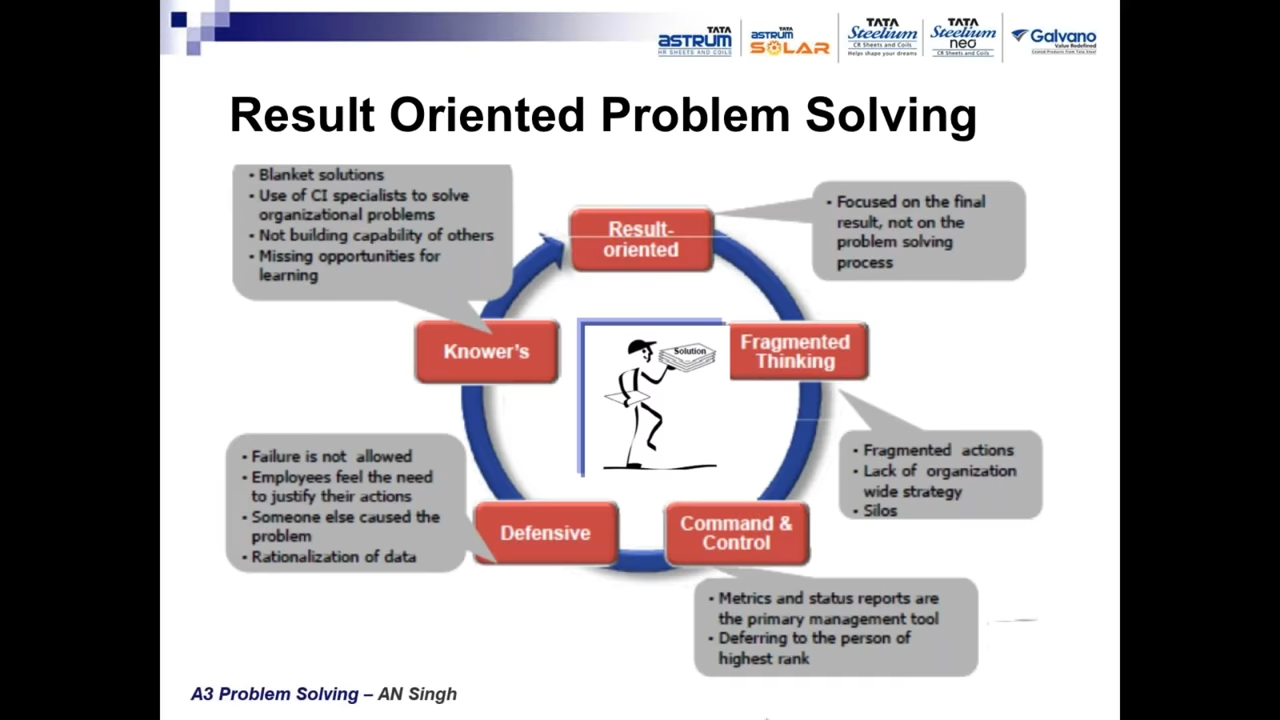 TATA
ASTRUM
HR SHEETS AND COILS
TATA
ASTRUM
SOLAR
TATA
Steelium
CR Sheets and Coils
Helps shape your dreams
TATA
Steelium
neo
CR Sheets and Coils
Galvano
Value Redefined
Coated Products from Tata Steel
Result Oriented Problem Solving
• Blanket solutions
• Use of CI specialists to solve
organizational problems
• Not building capability of others
• Missing opportunities for
learning
Result-
oriented
• Focused on the final
result, not on the
problem solving
process
Knower's
Solution
Fragmented
Thinking
• Failure is not allowed
• Employees feel the need
to justify their actions
• Someone else caused the
problem
• Rationalization of data
• Fragmented actions
• Lack of organization
wide strategy
• Silos
Defensive
Command &
Control
• Metrics and status reports are
the primary management tool
• Deferring to the person of
highest rank
A3 Problem Solving – AN Singh